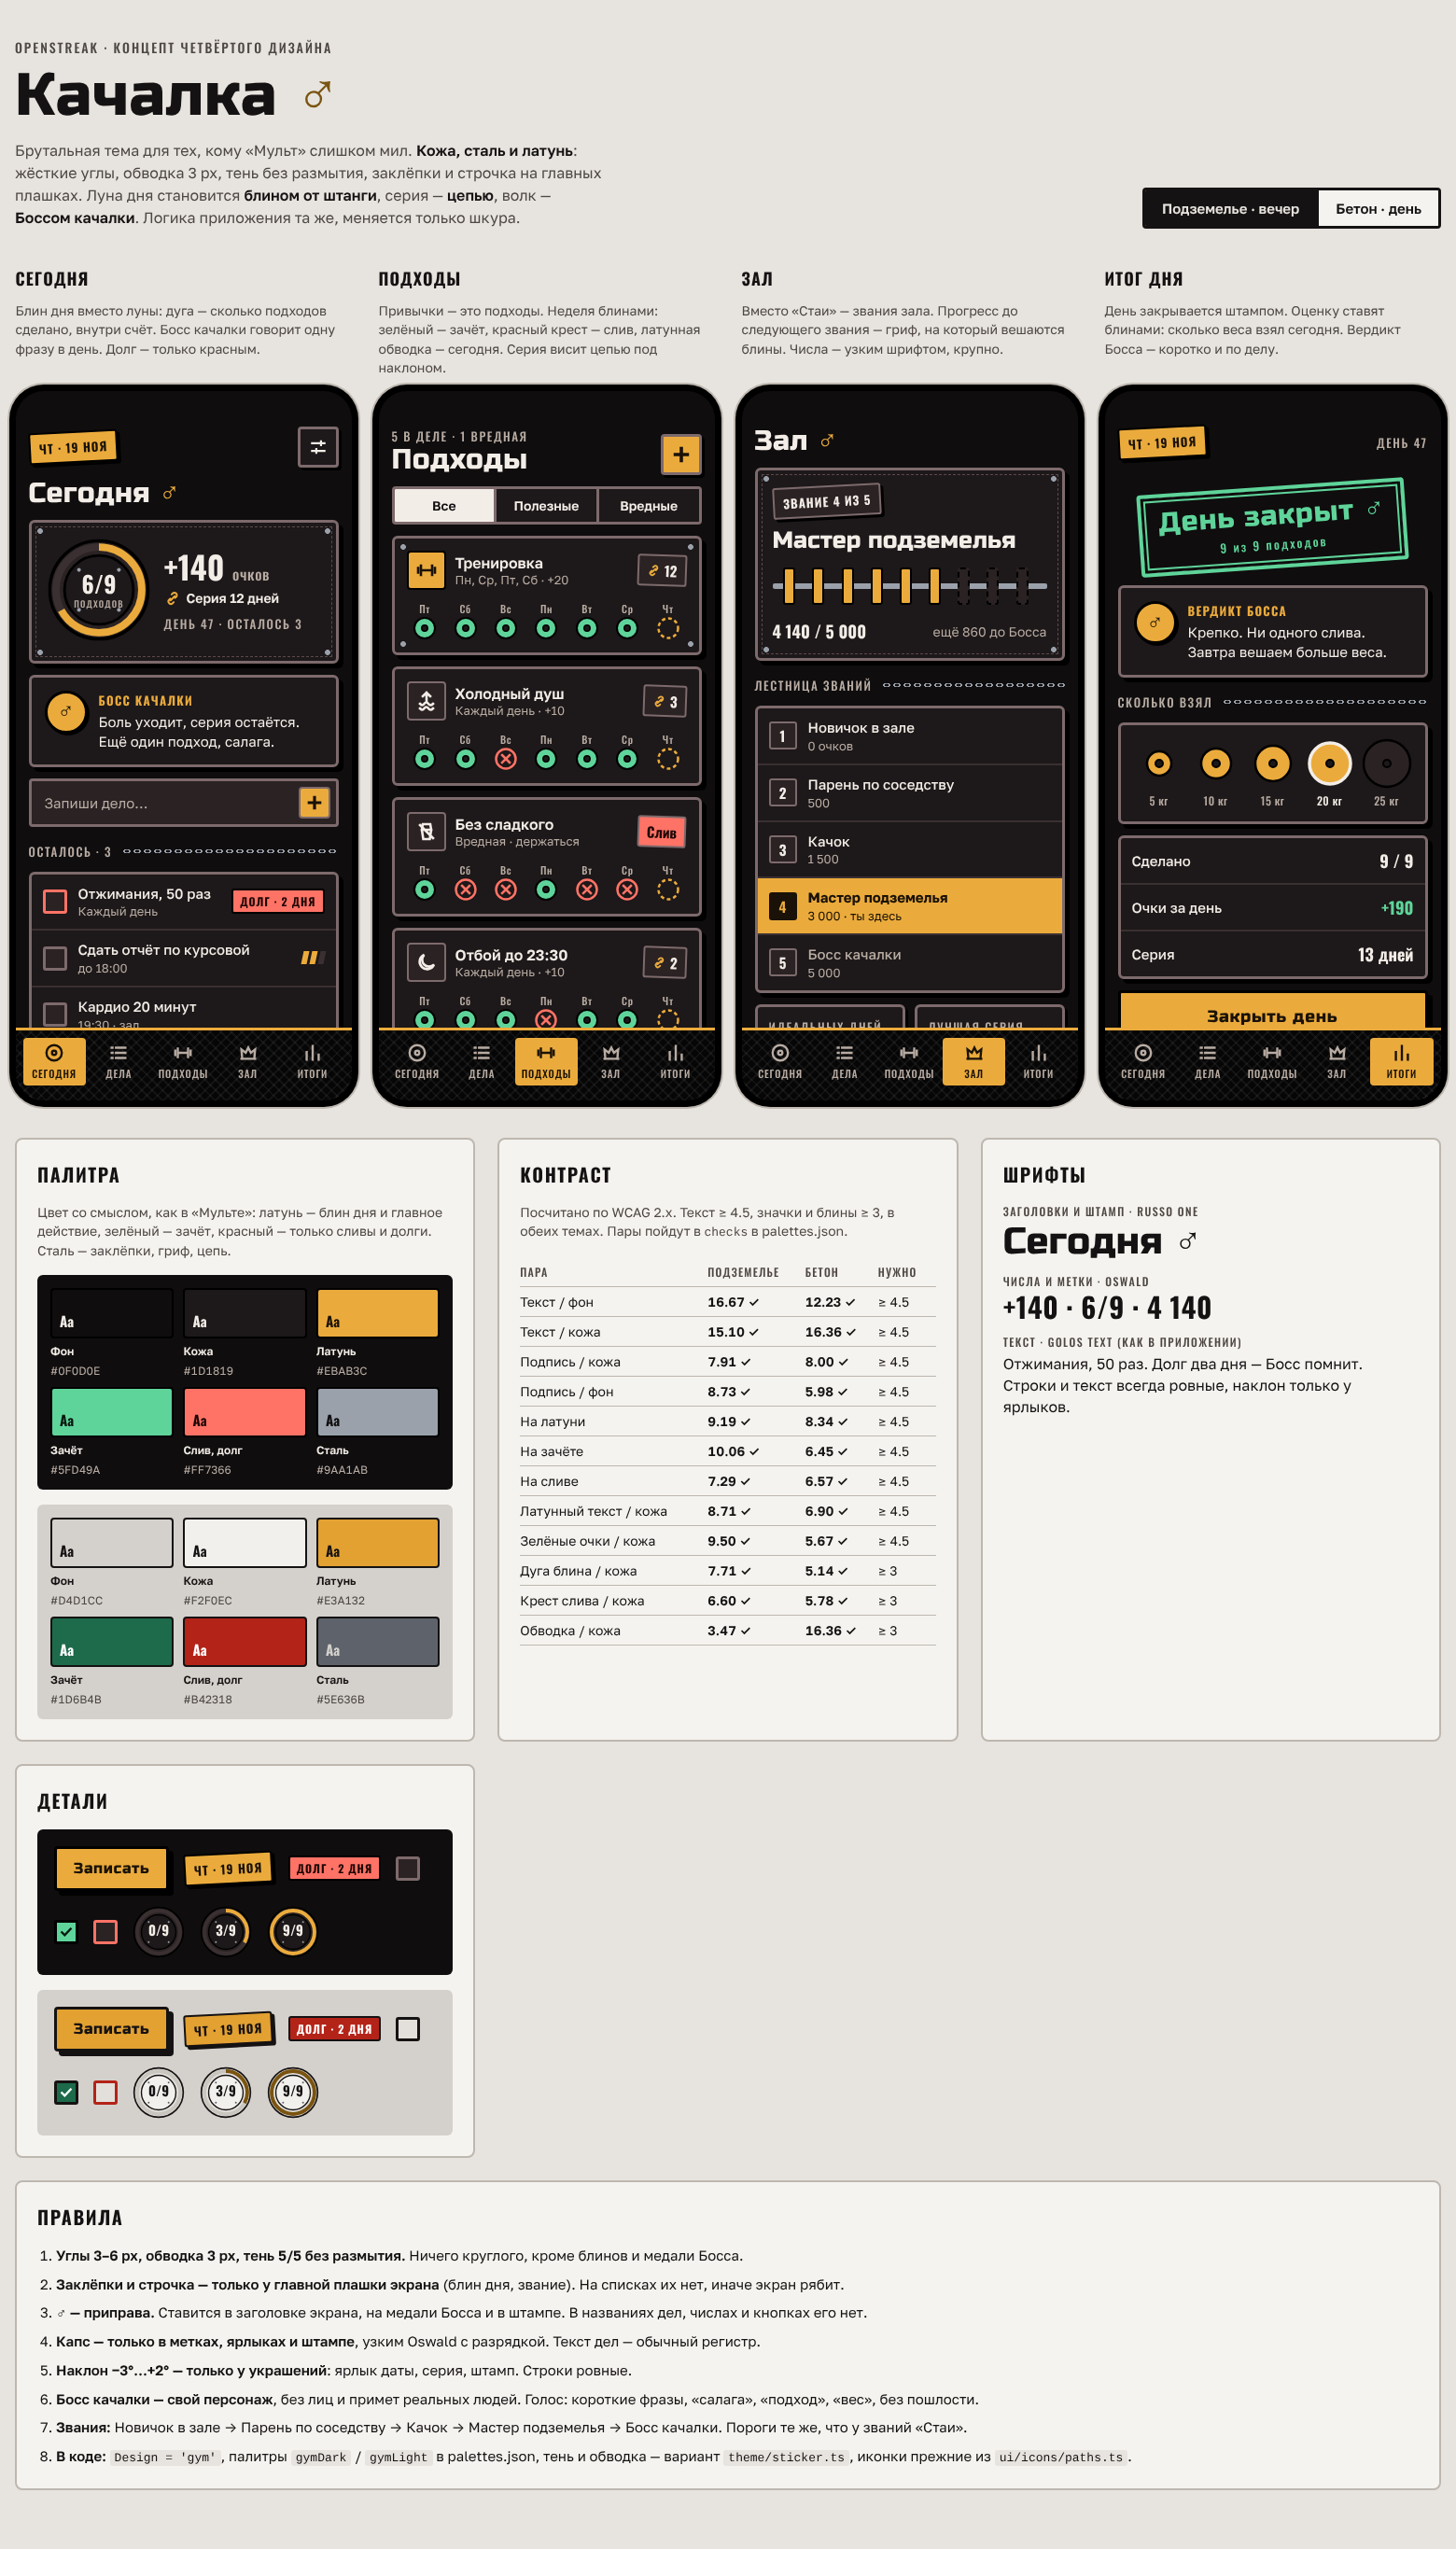 OPENSTREAK · КОНЦЕПТ ЧЕТВЁРТОГО ДИЗАЙНА
Качалка ♂
Брутальная тема для тех, кому «Мульт» слишком мил. Кожа, сталь и латунь:
жёсткие углы, обводка 3 px, тень без размытия, заклёпки и строчка на главных
плашках. Луна дня становится блином от штанги, серия — цепью, волк —
Боссом качалки. Логика приложения та же, меняется только шкура.
Подземелье · вечер
Бетон · день
СЕГОДНЯ
Блин дня вместо луны: дуга — сколько подходов
сделано, внутри счёт. Босс качалки говорит одну
фразу в день. Долг — только красным.
ЧТ · 19 НОЯ
Сегодня ♂
6/9
ПОДХОДОВ
+140 ОЧКОВ
Серия 12 дней
ДЕНЬ 47 · ОСТАЛОСЬ 3
♂
БОСС КАЧАЛКИ
Боль уходит, серия остаётся.
Ещё один подход, салага.
Запиши дело...
ОСТАЛОСЬ · 3
Отжимания, 50 раз
Каждый день
ДОЛГ · 2 ДНЯ
Сдать отчёт по курсовой
до 18:00
Кардио 20 минут
19:30 · зал
СЕГОДНЯ ДЕЛА ПОДХОДЫ ЗАЛ ИТОГИ
ПОДХОДЫ
Привычки — это подходы. Неделя блинами:
зелёный — зачёт, красный крест — слив, латунная
обводка — сегодня. Серия висит цепью под
наклоном.
5 В ДЕЛЕ · 1 ВРЕДНАЯ
Подходы
Все Полезные Вредные
Тренировка
Пн, Ср, Пт, Сб · +20
12
Пт Сб Вс Пн Вт Ср Чт
Холодный душ
Каждый день · +10
3
Пт Сб Вс Пн Вт Ср Чт
Без сладкого
Вредная · держаться
Слив
Пт Сб Вс Пн Вт Ср Чт
Отбой до 23:30
Каждый день · +10
2
Пт Сб Вс Пн Вт Ср Чт
СЕГОДНЯ ДЕЛА ПОДХОДЫ ЗАЛ ИТОГИ
ЗАЛ
Вместо «Стаи» — звания зала. Прогресс до
следующего звания — гриф, на который вешаются
блины. Числа — узким шрифтом, крупно.
Зал ♂
ЗВАНИЕ 4 ИЗ 5
Мастер подземелья
4 140 / 5 000
ещё 860 до Босса
ЛЕСТНИЦА ЗВАНИЙ
1
Новичок в зале
0 очков
2
Парень по соседству
500
3
Качок
1 500
4
Мастер подземелья
3 000 · ты здесь
5
Босс качалки
5 000
ИДЕАЛЬНЫХ ДНЕЙ
ЛУЧШАЯ СЕРИЯ
СЕГОДНЯ ДЕЛА ПОДХОДЫ ЗАЛ ИТОГИ
ИТОГ ДНЯ
День закрывается штампом. Оценку ставят
блинами: сколько веса взял сегодня. Вердикт
Босса — коротко и по делу.
ЧТ · 19 НОЯ
ДЕНЬ 47
День закрыт ♂
9 из 9 подходов
♂
ВЕРДИКТ БОССА
Крепко. Ни одного слива.
Завтра вешаем больше веса.
СКОЛЬКО ВЗЯЛ
5 кг 10 кг 15 кг 20 кг 25 кг
Сделано 9 / 9
Очки за день +190
Серия 13 дней
Закрыть день
СЕГОДНЯ ДЕЛА ПОДХОДЫ ЗАЛ ИТОГИ
ПАЛИТРА
Цвет со смыслом, как в «Мульте»: латунь — блин дня и главное
действие, зелёный — зачёт, красный — только сливы и долги.
Сталь — заклёпки, гриф, цепь.
Aa Aa Aa
Фон Кожа Латунь
#0F0D0E #1D1819 #EBAB3C
Aa Aa Aa
Зачёт Слив, долг Сталь
#5FD49A #FF7366 #9AA1AB
Aa Aa Aa
Фон Кожа Латунь
#D4D1CC #F2F0EC #E3A132
Aa Aa Aa
Зачёт Слив, долг Сталь
#1D6B4B #B42318 #5E636B
КОНТРАСТ
Посчитано по WCAG 2.x. Текст ≥ 4.5, значки и блины ≥ 3, в
обеих темах. Пары пойдут в checks в palettes.json.
ПАРА ПОДЗЕМЕЛЬЕ БЕТОН НУЖНО
Текст / фон 16.67 ✓ 12.23 ✓ ≥ 4.5
Текст / кожа 15.10 ✓ 16.36 ✓ ≥ 4.5
Подпись / кожа 7.91 ✓ 8.00 ✓ ≥ 4.5
Подпись / фон 8.73 ✓ 5.98 ✓ ≥ 4.5
На латуни 9.19 ✓ 8.34 ✓ ≥ 4.5
На зачёте 10.06 ✓ 6.45 ✓ ≥ 4.5
На сливе 7.29 ✓ 6.57 ✓ ≥ 4.5
Латунный текст / кожа 8.71 ✓ 6.90 ✓ ≥ 4.5
Зелёные очки / кожа 9.50 ✓ 5.67 ✓ ≥ 4.5
Дуга блина / кожа 7.71 ✓ 5.14 ✓ ≥ 3
Крест слива / кожа 6.60 ✓ 5.78 ✓ ≥ 3
Обводка / кожа 3.47 ✓ 16.36 ✓ ≥ 3
ШРИФТЫ
ЗАГОЛОВКИ И ШТАМП · RUSSO ONE
Сегодня ♂
ЧИСЛА И МЕТКИ · OSWALD
+140 · 6/9 · 4 140
ТЕКСТ · GOLOS TEXT (КАК В ПРИЛОЖЕНИИ)
Отжимания, 50 раз. Долг два дня — Босс помнит.
Строки и текст всегда ровные, наклон только у
ярлыков.
ДЕТАЛИ
Записать ЧТ · 19 НОЯ ДОЛГ · 2 ДНЯ
0/9 3/9 9/9
Записать ЧТ · 19 НОЯ ДОЛГ · 2 ДНЯ
0/9 3/9 9/9
ПРАВИЛА
1. Углы 3–6 px, обводка 3 px, тень 5/5 без размытия. Ничего круглого, кроме блинов и медали Босса.
2. Заклёпки и строчка — только у главной плашки экрана (блин дня, звание). На списках их нет, иначе экран рябит.
3. ♂ — приправа. Ставится в заголовке экрана, на медали Босса и в штампе. В названиях дел, числах и кнопках его нет.
4. Капс — только в метках, ярлыках и штампе, узким Oswald с разрядкой. Текст дел — обычный регистр.
5. Наклон −3°…+2° — только у украшений: ярлык даты, серия, штамп. Строки ровные.
6. Босс качалки — свой персонаж, без лиц и примет реальных людей. Голос: короткие фразы, «салага», «подход», «вес», без пошлости.
7. Звания: Новичок в зале → Парень по соседству → Качок → Мастер подземелья → Босс качалки. Пороги те же, что у званий «Стаи».
8. В коде: Design = 'gym', палитры gymDark / gymLight в palettes.json, тень и обводка — вариант theme/sticker.ts, иконки прежние из ui/icons/paths.ts.